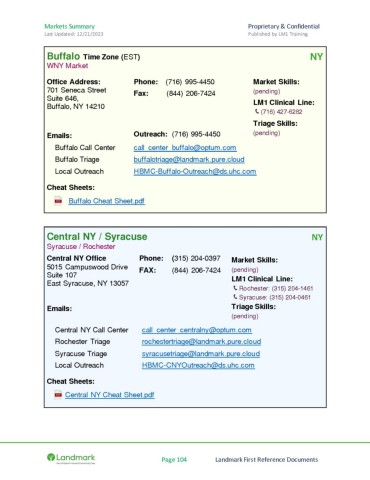 Markets Summary Proprietary & Confidential
Last Updated: 12/21/2023 Published by LM1 Training
Buffalo Time Zone (EST) NY
WNY Market
Office Address: Phone: (716) 995-4450 Market Skills:
701 Seneca Street Fax: (844) 206-7424 (pending)
Suite 646, LM1 Clinical Line:
Buffalo, NY 14210 (716) 427-6282
Triage Skills:
Emails: Outreach: (716) 995-4450 (pending)
Buffalo Call Center call_center_buffalo@optum.com
Buffalo Triage buffalotriage@landmark.pure.cloud
Local Outreach HBMC-Buffalo-Outreach@ds.uhc.com
Cheat Sheets:
Buffalo Cheat Sheet.pdf
Central NY / Syracuse NY
Syracuse / Rochester
Central NY Office Phone: (315) 204-0397 Market Skills:
5015 Campuswood Drive FAX: (844) 206-7424 (pending)
Suite 107 LM1 Clinical Line:
East Syracuse, NY 13057 Rochester: (315) 204-1461
Syracuse: (315) 204-0461
Emails: Triage Skills:
(pending)
Central NY Call Center call_center_centralny@optum.com
Rochester Triage rochestertriage@landmark.pure.cloud
Syracuse Triage syracusetriage@landmark.pure.cloud
Local Outreach HBMC-CNYOutreach@ds.uhc.com
Cheat Sheets:
Central NY Cheat Sheet.pdf
Landmark Page 104 Landmark First Reference Documents